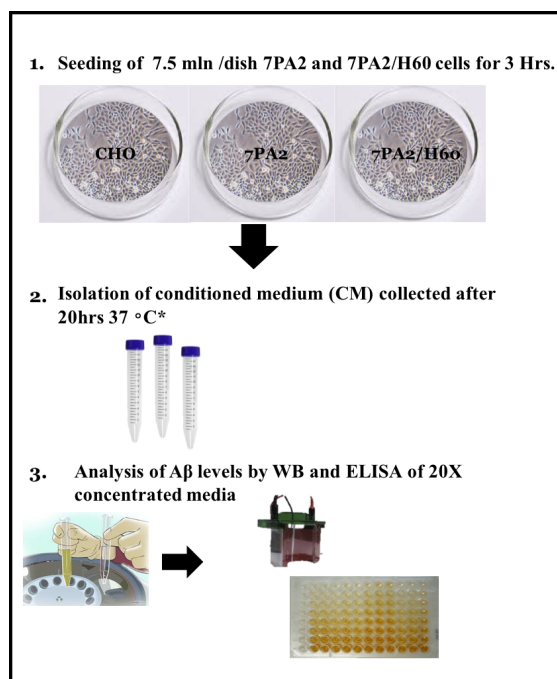 1. Seeding of 7.5 mln /dish 7PA2 and 7PA2/H60 cells for 3 Hrs.
CHO 7PA2 7PA2/H60
2. Isolation of conditioned medium (CM) collected after
20hrs 37 °C*
3. Analysis of Aβ levels by WB and ELISA of 20X
concentrated media